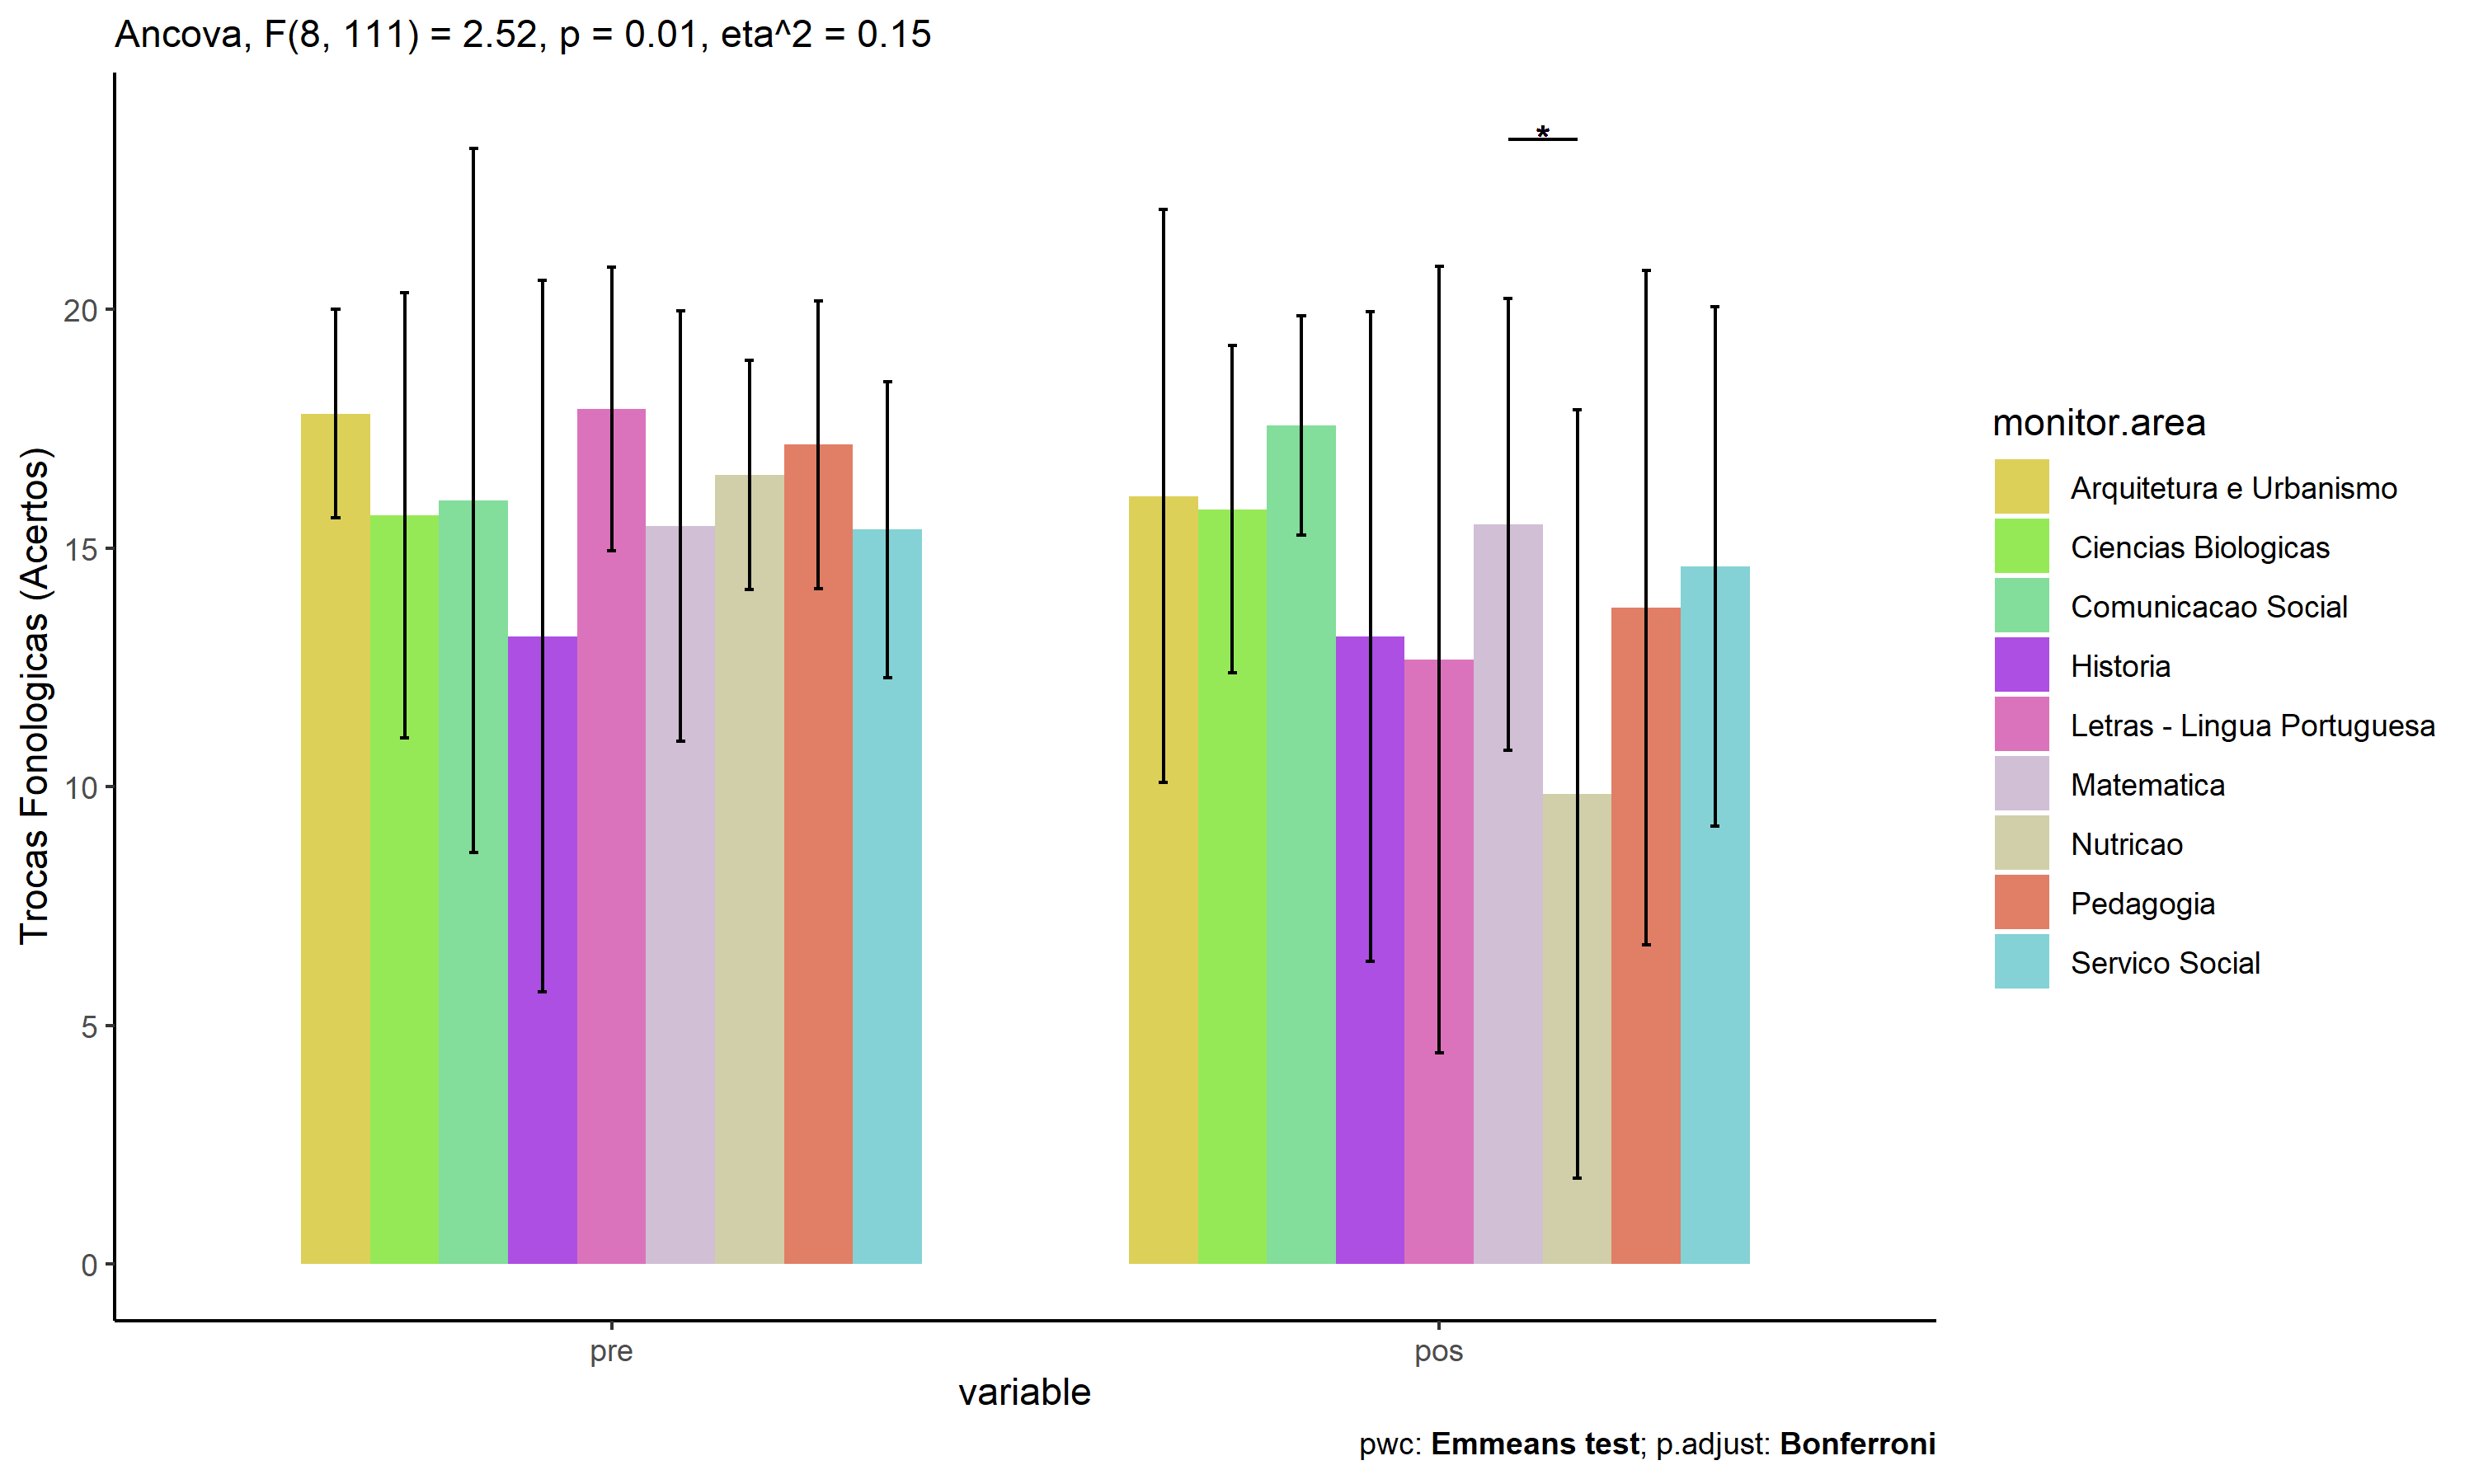 Ancova, F(8, 111) = 2.52, p = 0.01, eta^2 = 0.15
Trocas Fonologicas (Acertos)
20
15
10
5
0
*
pre
pos
variable
monitor.area
Arquitetura e Urbanismo
Ciencias Biologicas
Comunicacao Social
Historia
Letras - Lingua Portuguesa
Matematica
Nutricao
Pedagogia
Servico Social
pwc: Emmeans test; p.adjust: Bonferroni